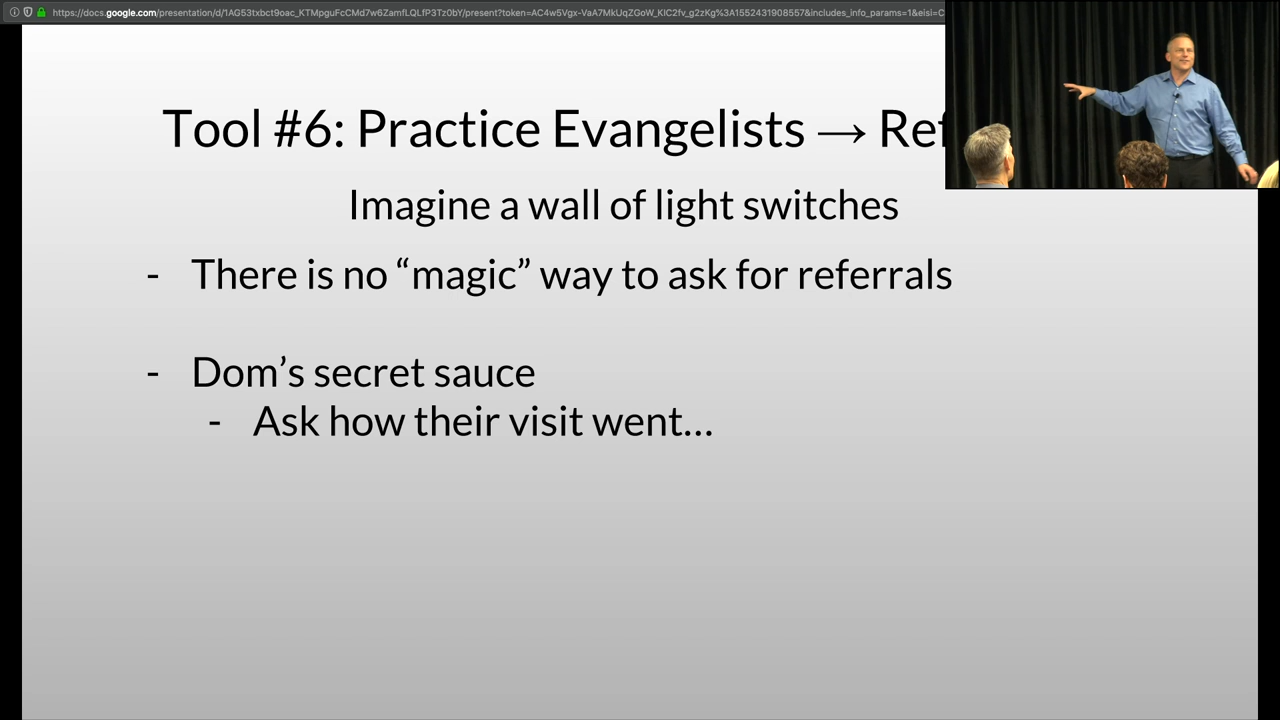 Tool #6: Practice Evangelists → Ref
Imagine a wall of light switches
- There is no “magic” way to ask for referrals
- Dom’s secret sauce
- Ask how their visit went...